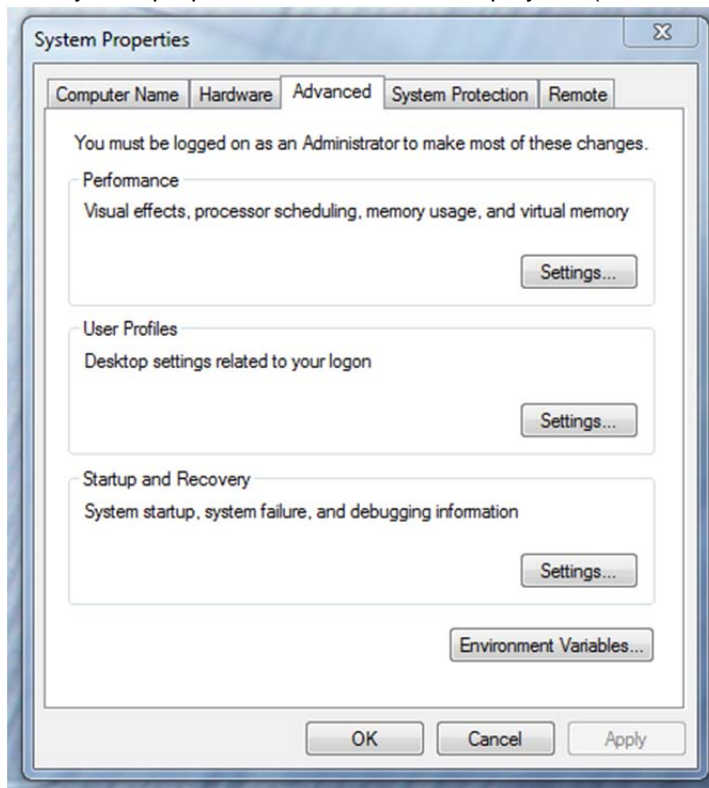 System Properties
Computer Name Hardware Advanced System Protection Remote
You must be logged on as an Administrator to make most of these changes.
Performance
Visual effects, processor scheduling, memory usage, and virtual memory
Settings...
User Profiles
Desktop settings related to your logon
Settings...
Startup and Recovery
System startup, system failure, and debugging information
Settings...
Environment Variables...
OK Cancel Apply